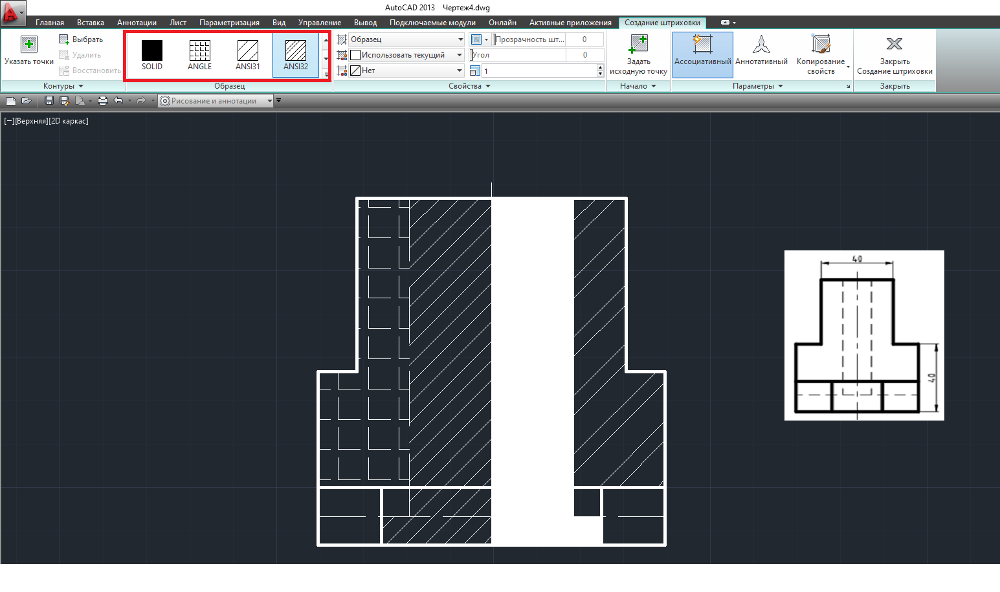 AutoCAD 2013 Чертеж4.dwg
Главная Вставка Аннотации Лист Параметризация Вид Управление Вывод Подключаемые модули Онлайн Активные приложения Создание штриховки
Указать точки
Выбрать
Удалить
Восстановить
SOLID ANGLE ANSI31 ANSI32
Образец
Использовать текущий
Нет
Прозрачность шт... 0
Угол 0
1
Задать
исходную точку
Ассоциативный
Аннотативный
Копирование
свойств
Закрыть
Создание штриховки
Контуры Образец Свойства Начало Параметры Закрыть
Рисование и аннотации
[−][Верхняя][2D каркас]
40
40